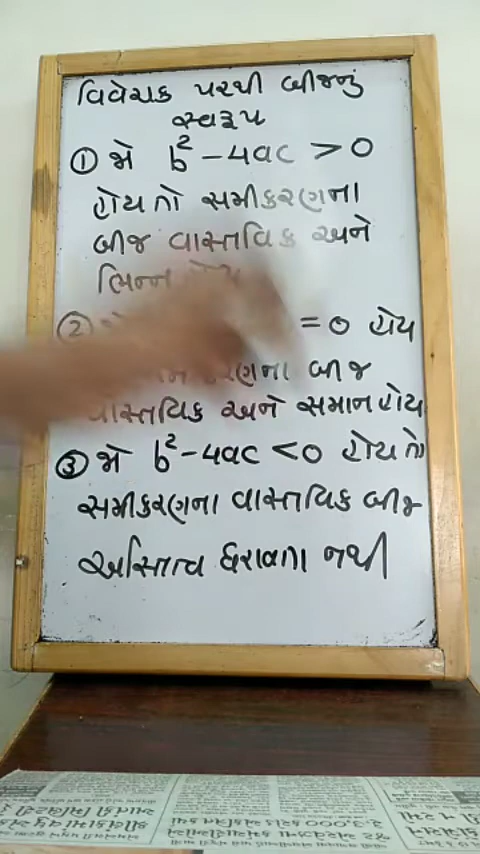 વિવેચક પરથી બીજનું
સ્વરૂપ
① જો b² - 4ac > 0
હોય તો સમીકરણના
બીજ વાસ્તવિક અને
ભિન્ન
② = 0 હોય
બીજ
વાસ્તવિક અને સમાન હોય
③ જો b² - 4ac < 0 હોય તો
સમીકરણના વાસ્તવિક બીજ
અસ્તિત્વ ધરાવતા નથી